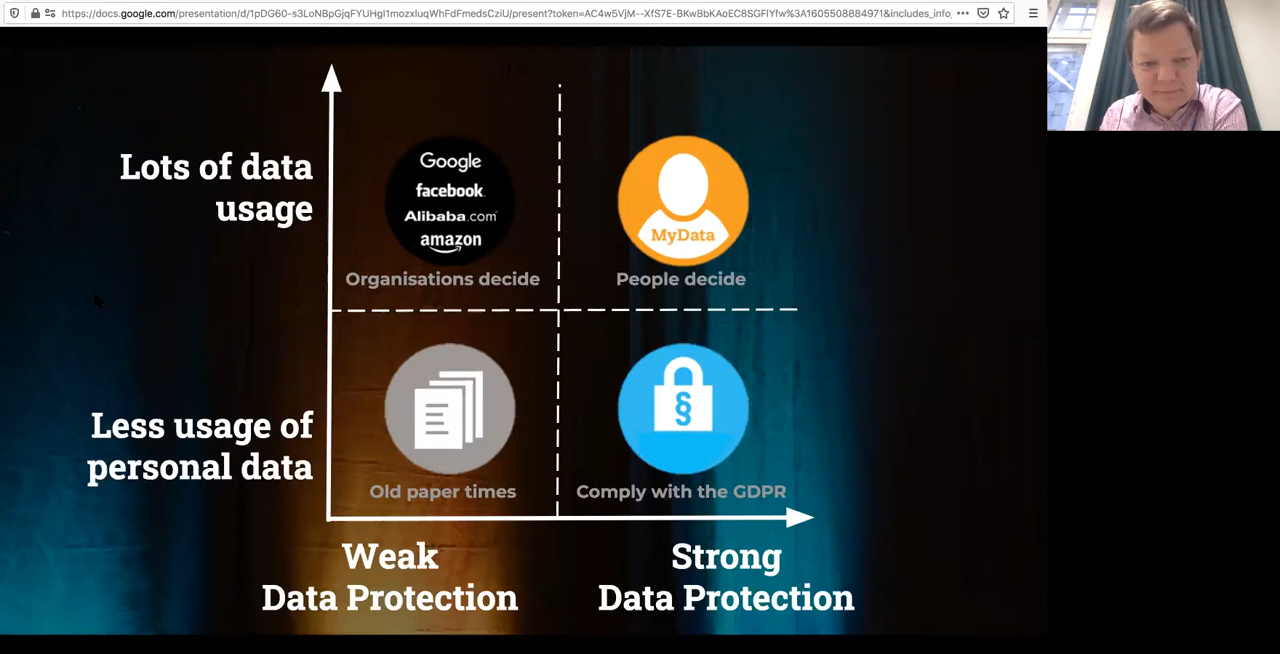 https://docs.google.com/presentation/d/1pDG60-s3LoNBpGjqFYUHgI1mozxluqWhFdFmedsCziU/present?token=AC4w5VjM--XfS7E-BKwBbKAoEC8SGFlYfw%3A1605508884971&includes_info_
Lots of data
usage
Google
facebook
Alibaba.com
amazon
Organisations decide
MyData
People decide
Less usage of
personal data
Old paper times
§
Comply with the GDPR
Weak
Data Protection
Strong
Data Protection